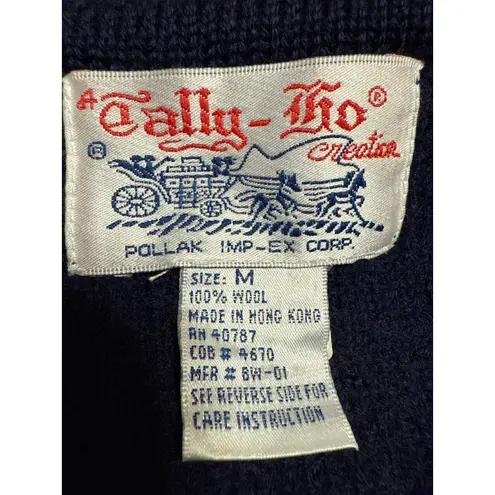 A Tally-Ho ®
Creation
®
POLLAK IMP-EX CORP.
SIZE: M
100% WOOL
MADE IN HONG KONG
RN 40787
COB # 4670
MFR # BW-01
SEE REVERSE SIDE FOR
CARE INSTRUCTION